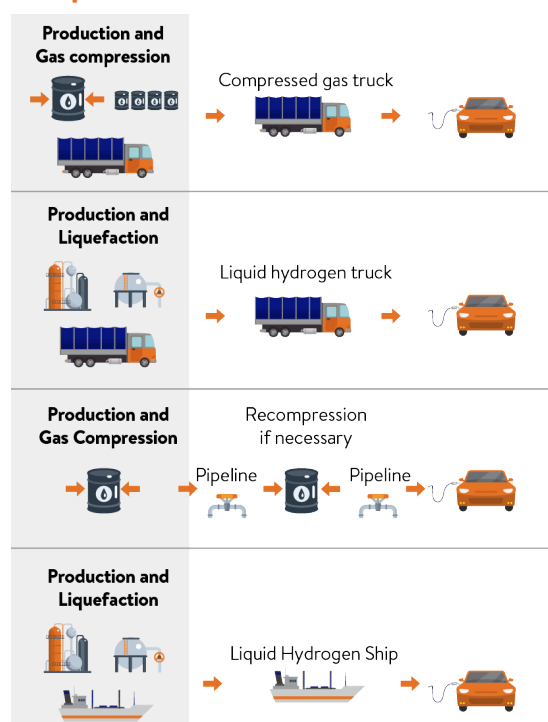 Production and
Gas compression
Compressed gas truck
Production and
Liquefaction
Liquid hydrogen truck
Production and
Gas Compression
Recompression
if necessary
Pipeline
Pipeline
Production and
Liquefaction
Liquid Hydrogen Ship